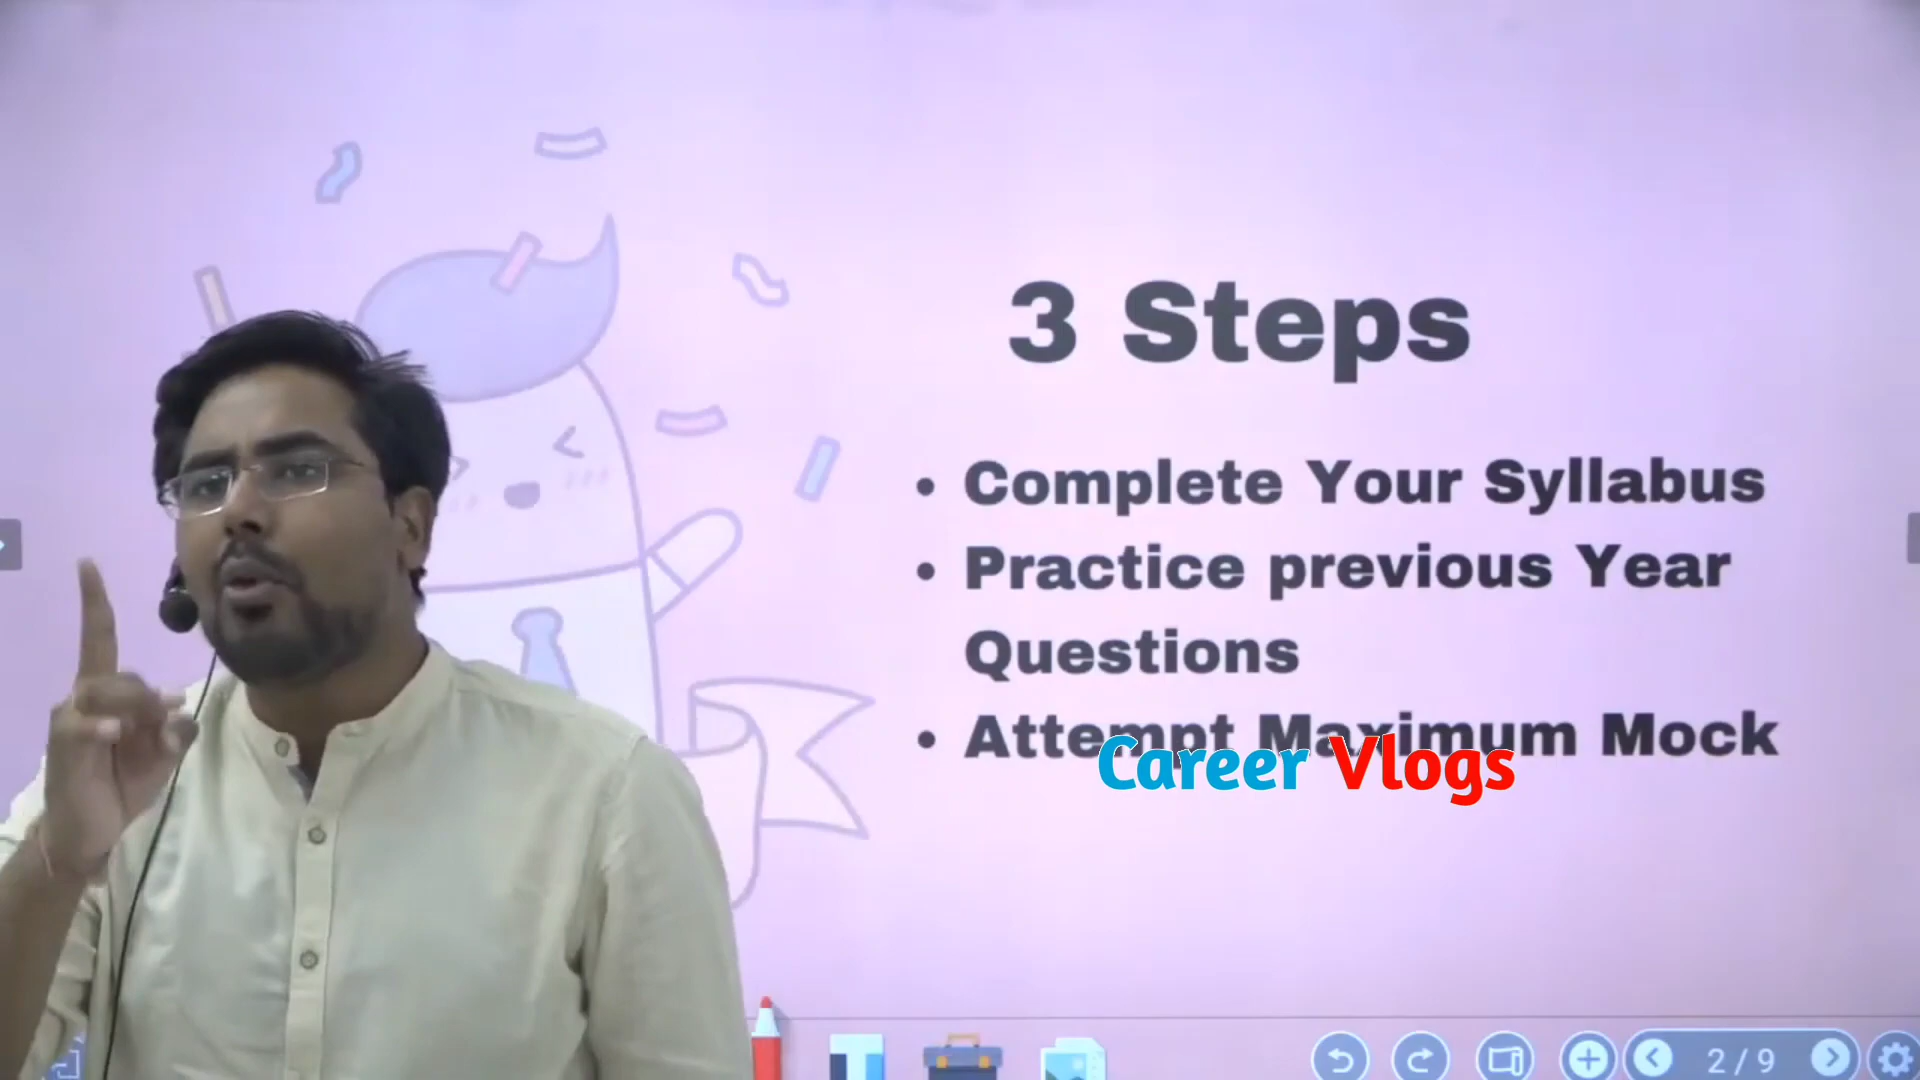 3 Steps
• Complete Your Syllabus
• Practice previous Year
Questions
• Attempt Maximum Mock
Career Vlogs
2 / 9